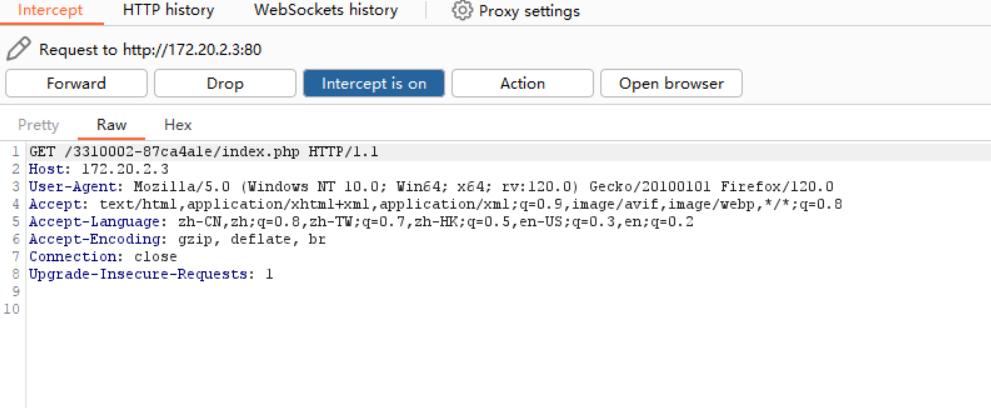 Intercept HTTP history WebSockets history Proxy settings
Request to http://172.20.2.3:80
Forward Drop Intercept is on Action Open browser
Pretty Raw Hex
1 GET /3310002-87ca4a1e/index.php HTTP/1.1
2 Host: 172.20.2.3
3 User-Agent: Mozilla/5.0 (Windows NT 10.0; Win64; x64; rv:120.0) Gecko/20100101 Firefox/120.0
4 Accept: text/html,application/xhtml+xml,application/xml;q=0.9,image/avif,image/webp,*/*;q=0.8
5 Accept-Language: zh-CN,zh;q=0.8,zh-TW;q=0.7,zh-HK;q=0.5,en-US;q=0.3,en;q=0.2
6 Accept-Encoding: gzip, deflate, br
7 Connection: close
8 Upgrade-Insecure-Requests: 1
9
10